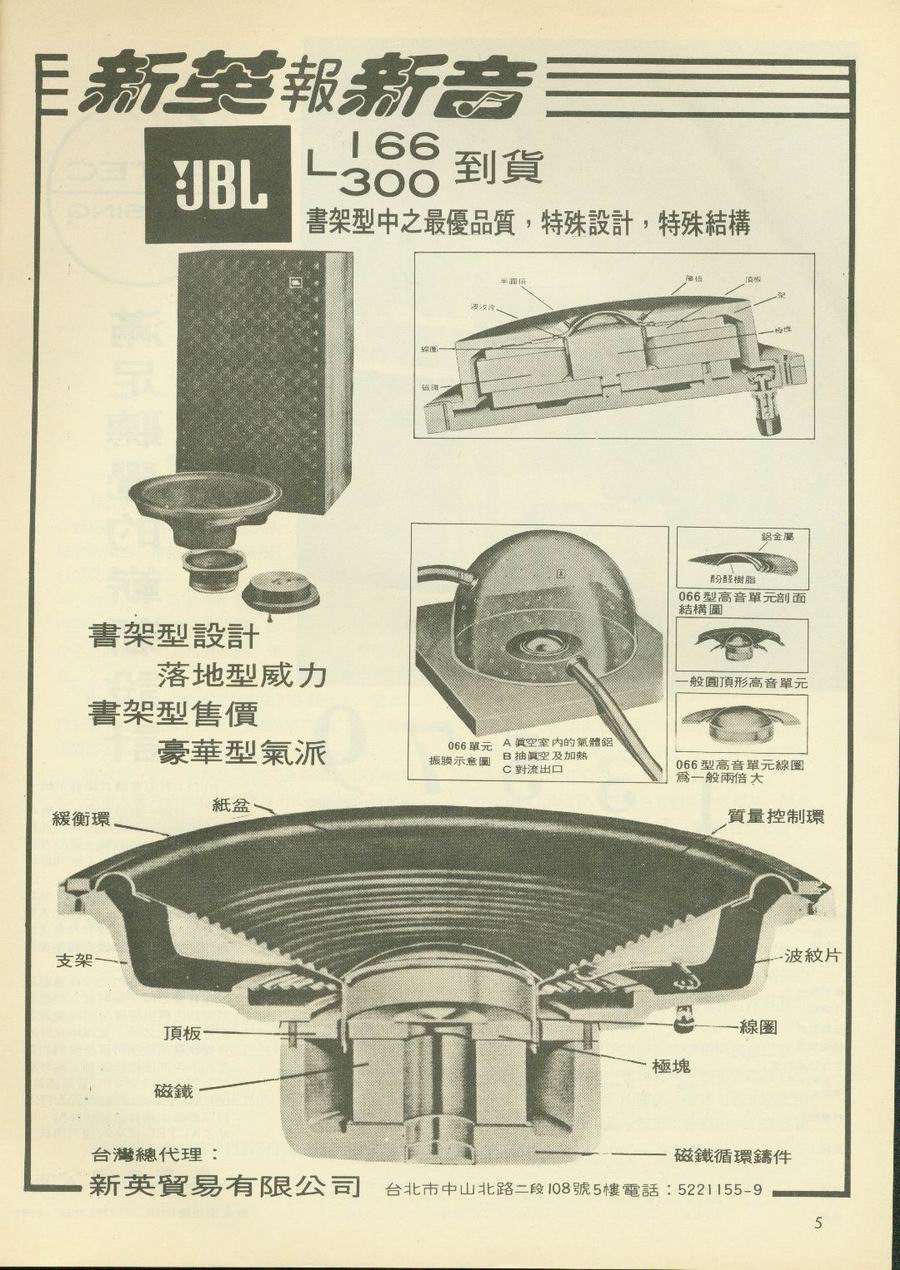 新英報新音
JBL
L166
300
到貨
書架型中之最優品質，特殊設計，特殊結構
半圓頂
薄板
頂板
波紋片
架
線圈
極塊
磁環
書架型設計
落地型威力
書架型售價
豪華型氣派
066單元
振膜示意圖
A 眞空室內的氣體鋁
B 抽眞空及加熱
C 對流出口
鋁金屬
酚醛樹脂
066型高音單元剖面
結構圖
一般圓頂形高音單元
066型高音單元線圈
爲一般兩倍大
緩衡環
紙盆
質量控制環
支架
波紋片
頂板
線圈
極塊
磁鐵
磁鐵循環鑄件
台灣總代理：
新英貿易有限公司
台北市中山北路二段108號5樓電話：5221155-9
5